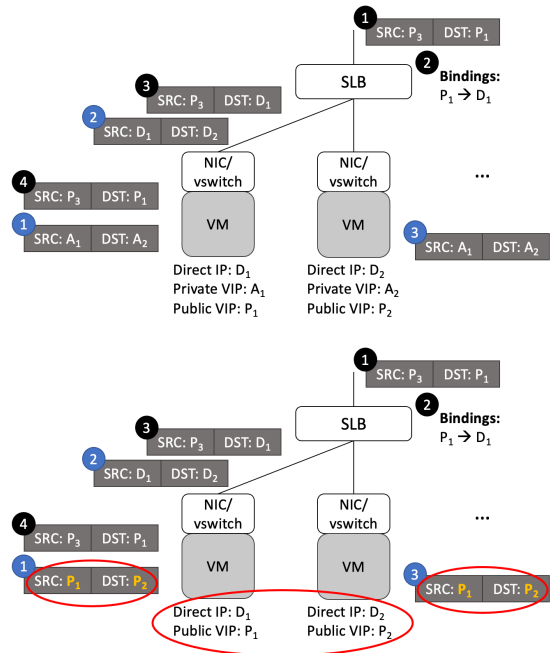 1
SRC: P3 DST: P1
SLB
2
Bindings:
P1 → D1
3
SRC: P3 DST: D1
2
SRC: D1 DST: D2
NIC/
vswitch
NIC/
vswitch
...
4
SRC: P3 DST: P1
VM
VM
1
SRC: A1 DST: A2
3
SRC: A1 DST: A2
Direct IP: D1
Private VIP: A1
Public VIP: P1
Direct IP: D2
Private VIP: A2
Public VIP: P2
1
SRC: P3 DST: P1
SLB
2
Bindings:
P1 → D1
3
SRC: P3 DST: D1
2
SRC: D1 DST: D2
NIC/
vswitch
NIC/
vswitch
...
4
SRC: P3 DST: P1
VM
VM
1
SRC: P1 DST: P2
3
SRC: P1 DST: P2
Direct IP: D1
Public VIP: P1
Direct IP: D2
Public VIP: P2